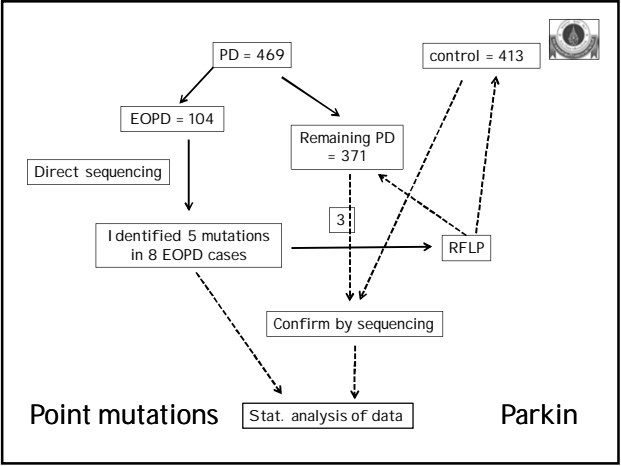 PD = 469
control = 413
EOPD = 104
Remaining PD
= 371
Direct sequencing
3
Identified 5 mutations
in 8 EOPD cases
RFLP
Confirm by sequencing
Point mutations
Stat. analysis of data
Parkin